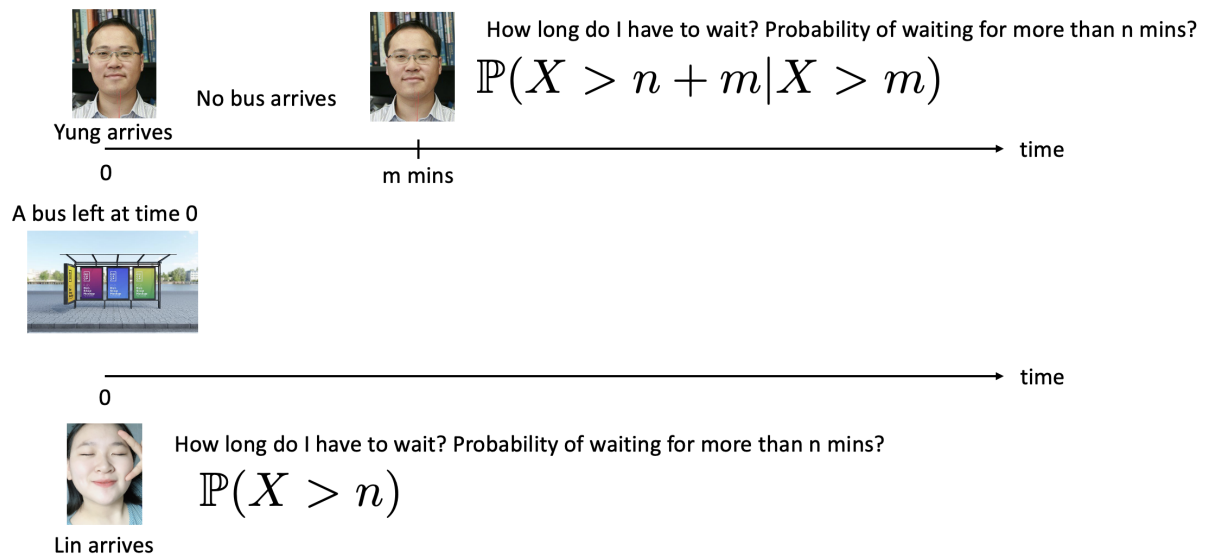 How long do I have to wait? Probability of waiting for more than n mins?
ℙ(X > n + m|X > m)
No bus arrives
Yung arrives
time
0
m mins
A bus left at time 0
time
0
How long do I have to wait? Probability of waiting for more than n mins?
ℙ(X > n)
Lin arrives